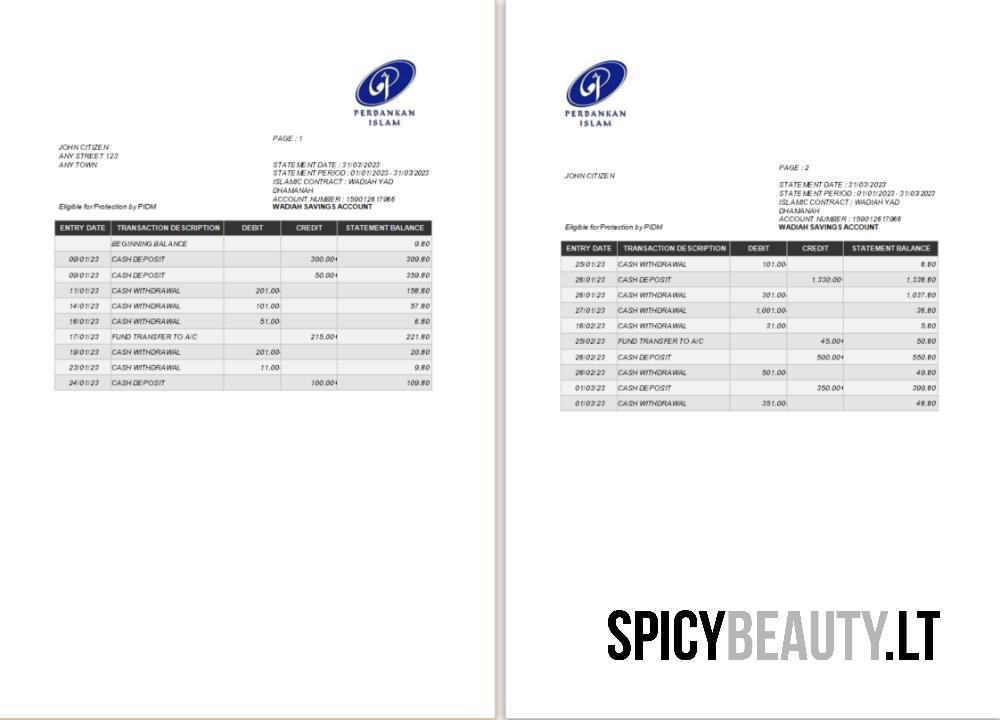 PERBANKAN
ISLAM
PAGE : 1
JOHN CITIZEN
ANY STREET 123
ANY TOWN
STATEMENT DATE : 31/03/2023
STATEMENT PERIOD : 01/01/2023 - 31/03/2023
ISLAMIC CONTRACT : WADIAH YAD
DHAMANAH
ACCOUNT NUMBER : 159012617966
Eligible for Protection by PIDM WADIAH SAVINGS ACCOUNT
ENTRY DATE TRANSACTION DESCRIPTION DEBIT CREDIT STATEMENT BALANCE
BEGINNING BALANCE 9.80
09/01/23 CASH DEPOSIT 300.00+ 309.80
09/01/23 CASH DEPOSIT 50.00+ 359.80
11/01/23 CASH WITHDRAWAL 201.00- 158.80
14/01/23 CASH WITHDRAWAL 101.00- 57.80
16/01/23 CASH WITHDRAWAL 51.00- 6.80
17/01/23 FUND TRANSFER TO A/C 215.00+ 221.80
19/01/23 CASH WITHDRAWAL 201.00- 20.80
23/01/23 CASH WITHDRAWAL 11.00- 9.80
24/01/23 CASH DEPOSIT 100.00+ 109.80
PERBANKAN
ISLAM
PAGE : 2
JOHN CITIZEN
STATEMENT DATE : 31/03/2023
STATEMENT PERIOD : 01/01/2023 - 31/03/2023
ISLAMIC CONTRACT : WADIAH YAD
DHAMANAH
ACCOUNT NUMBER : 159012617966
Eligible for Protection by PIDM WADIAH SAVINGS ACCOUNT
ENTRY DATE TRANSACTION DESCRIPTION DEBIT CREDIT STATEMENT BALANCE
25/01/23 CASH WITHDRAWAL 101.00- 8.80
26/01/23 CASH DEPOSIT 1,330.00- 1,338.80
26/01/23 CASH WITHDRAWAL 301.00- 1,037.80
27/01/23 CASH WITHDRAWAL 1,001.00- 36.80
16/02/23 CASH WITHDRAWAL 31.00- 5.80
25/02/23 FUND TRANSFER TO A/C 45.00+ 50.80
26/02/23 CASH DEPOSIT 500.00+ 550.80
28/02/23 CASH WITHDRAWAL 501.00- 49.80
01/03/23 CASH DEPOSIT 350.00+ 399.80
01/03/23 CASH WITHDRAWAL 351.00- 48.80
SPICYBEAUTY.LT